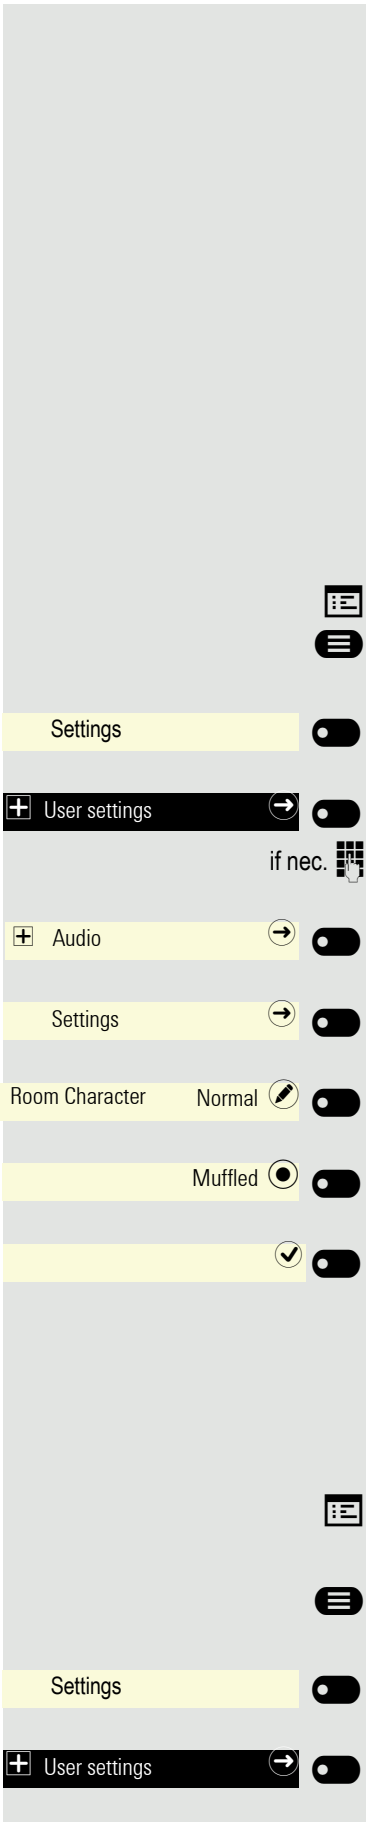 Settings
User settings
if nec.
Audio
Settings
Room Character Normal
Muffled
Settings
User settings